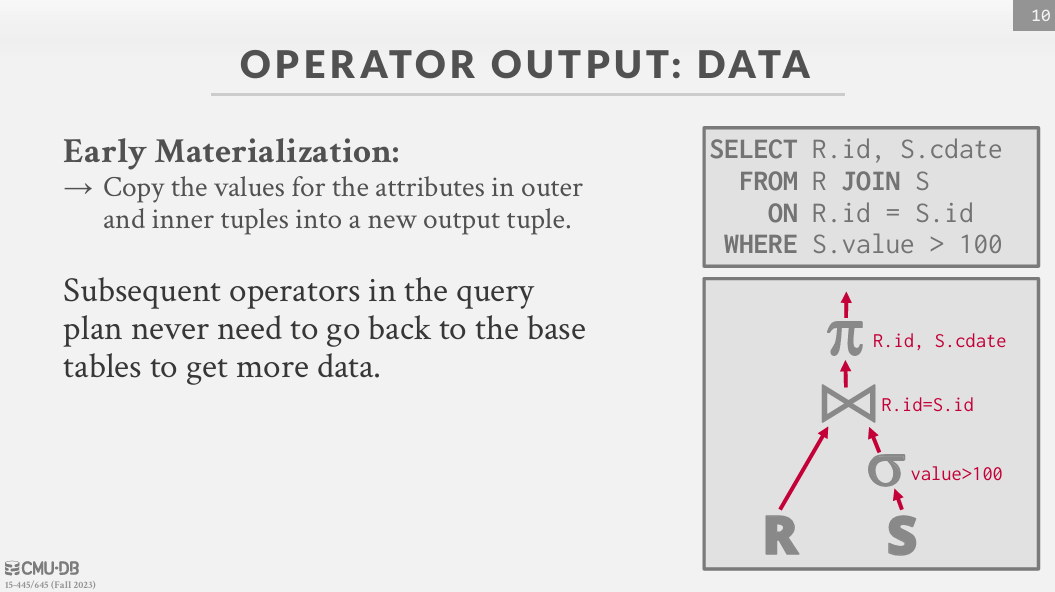 10
OPERATOR OUTPUT: DATA
Early Materialization:
→ Copy the values for the attributes in outer
and inner tuples into a new output tuple.
Subsequent operators in the query
plan never need to go back to the base
tables to get more data.
SELECT R.id, S.cdate
FROM R JOIN S
ON R.id = S.id
WHERE S.value > 100
π R.id, S.cdate
⋈ R.id=S.id
σ value>100
R S
CMU·DB
15-445/645 (Fall 2023)